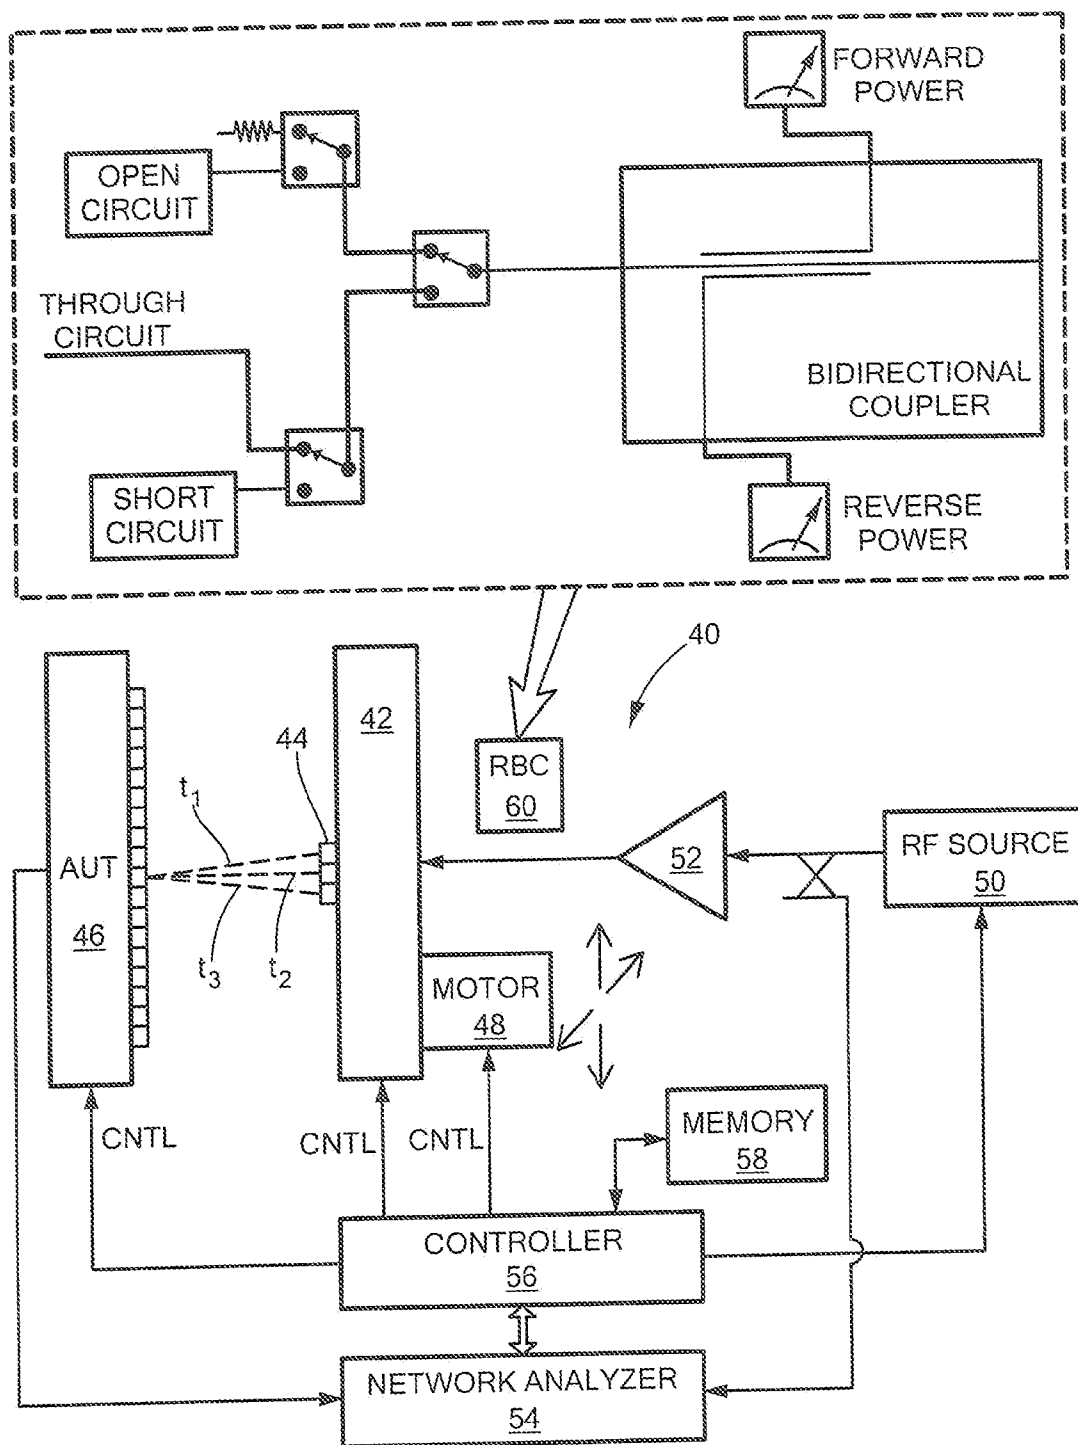 FORWARD
POWER
OPEN
CIRCUIT
THROUGH
CIRCUIT
BIDIRECTIONAL
COUPLER
SHORT
CIRCUIT
REVERSE
POWER
40
42
44
RBC
60
t1
AUT
46
52
RF SOURCE
50
t3
t2
MOTOR
48
CNTL
CNTL
CNTL
MEMORY
58
CONTROLLER
56
NETWORK ANALYZER
54